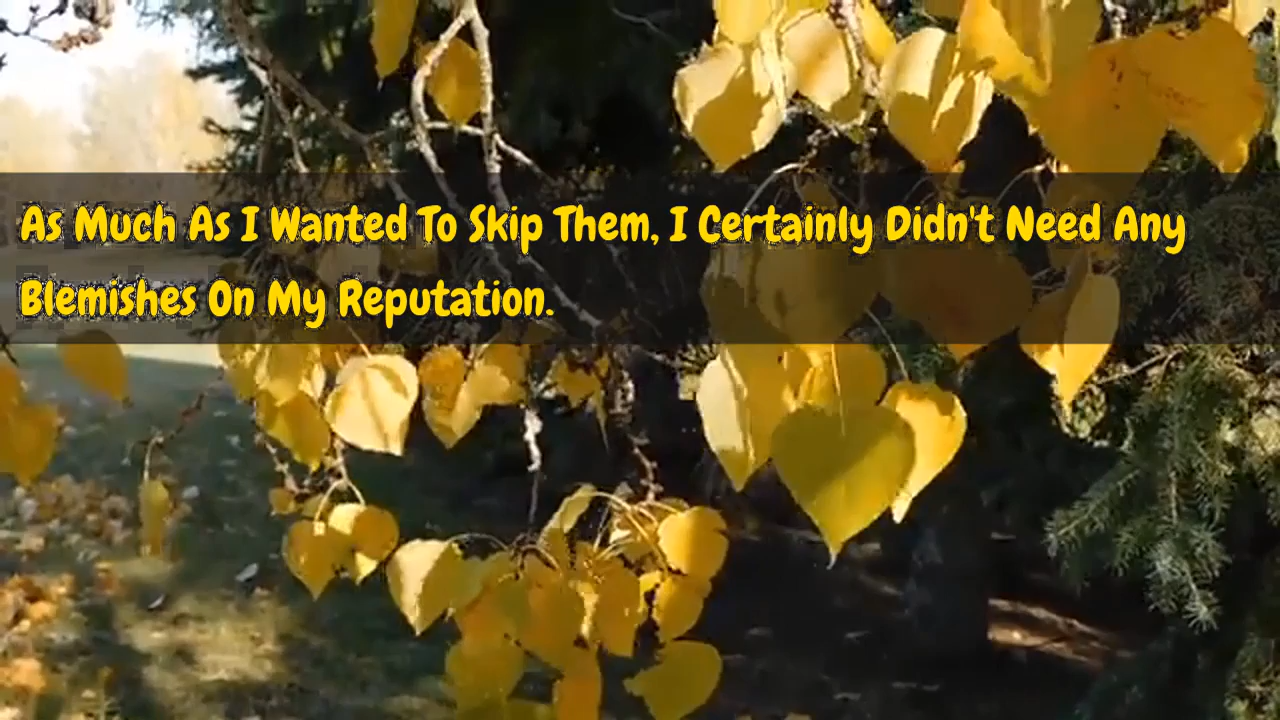 As Much As I Wanted To Skip Them, I Certainly Didn't Need Any
Blemishes On My Reputation.